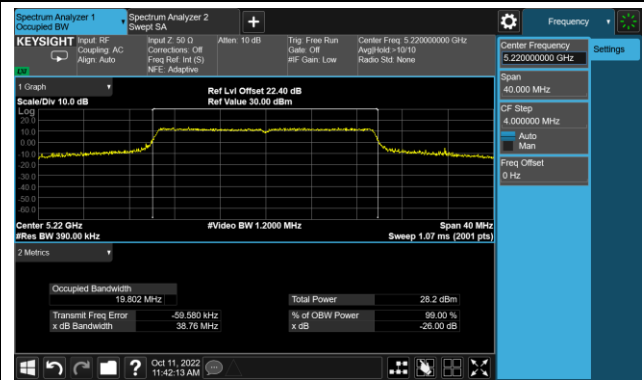 Spectrum Analyzer 1
Occupied BW
Spectrum Analyzer 2
Swept SA
Frequency
KEYSIGHT
Input: RF
Coupling: AC
Align: Auto
Input Z: 50 Ω
Corrections: Off
Freq Ref: Int (S)
NFE: Adaptive
Atten: 10 dB
Trig: Free Run
Gate: Off
#IF Gain: Low
Center Freq: 5.220000000 GHz
Avg|Hold >10/10
Radio Std: None
Center Frequency
5.220000000 GHz
Settings
Span
40.000 MHz
CF Step
4.000000 MHz
Auto
Man
Freq Offset
0 Hz
1 Graph
Scale/Div 10.0 dB
Ref Lvl Offset 22.40 dB
Ref Value 30.00 dBm
Log
20.0
10.0
0.00
-10.0
-20.0
-30.0
-40.0
-50.0
-60.0
Center 5.22 GHz
#Res BW 390.00 kHz
#Video BW 1.2000 MHz
Span 40 MHz
Sweep 1.07 ms (2001 pts)
2 Metrics
Occupied Bandwidth
19.802 MHz
Total Power 28.2 dBm
Transmit Freq Error -59.580 kHz
% of OBW Power 99.00 %
x dB Bandwidth 38.76 MHz
x dB -26.00 dB
Oct 11, 2022
11:42:13 AM